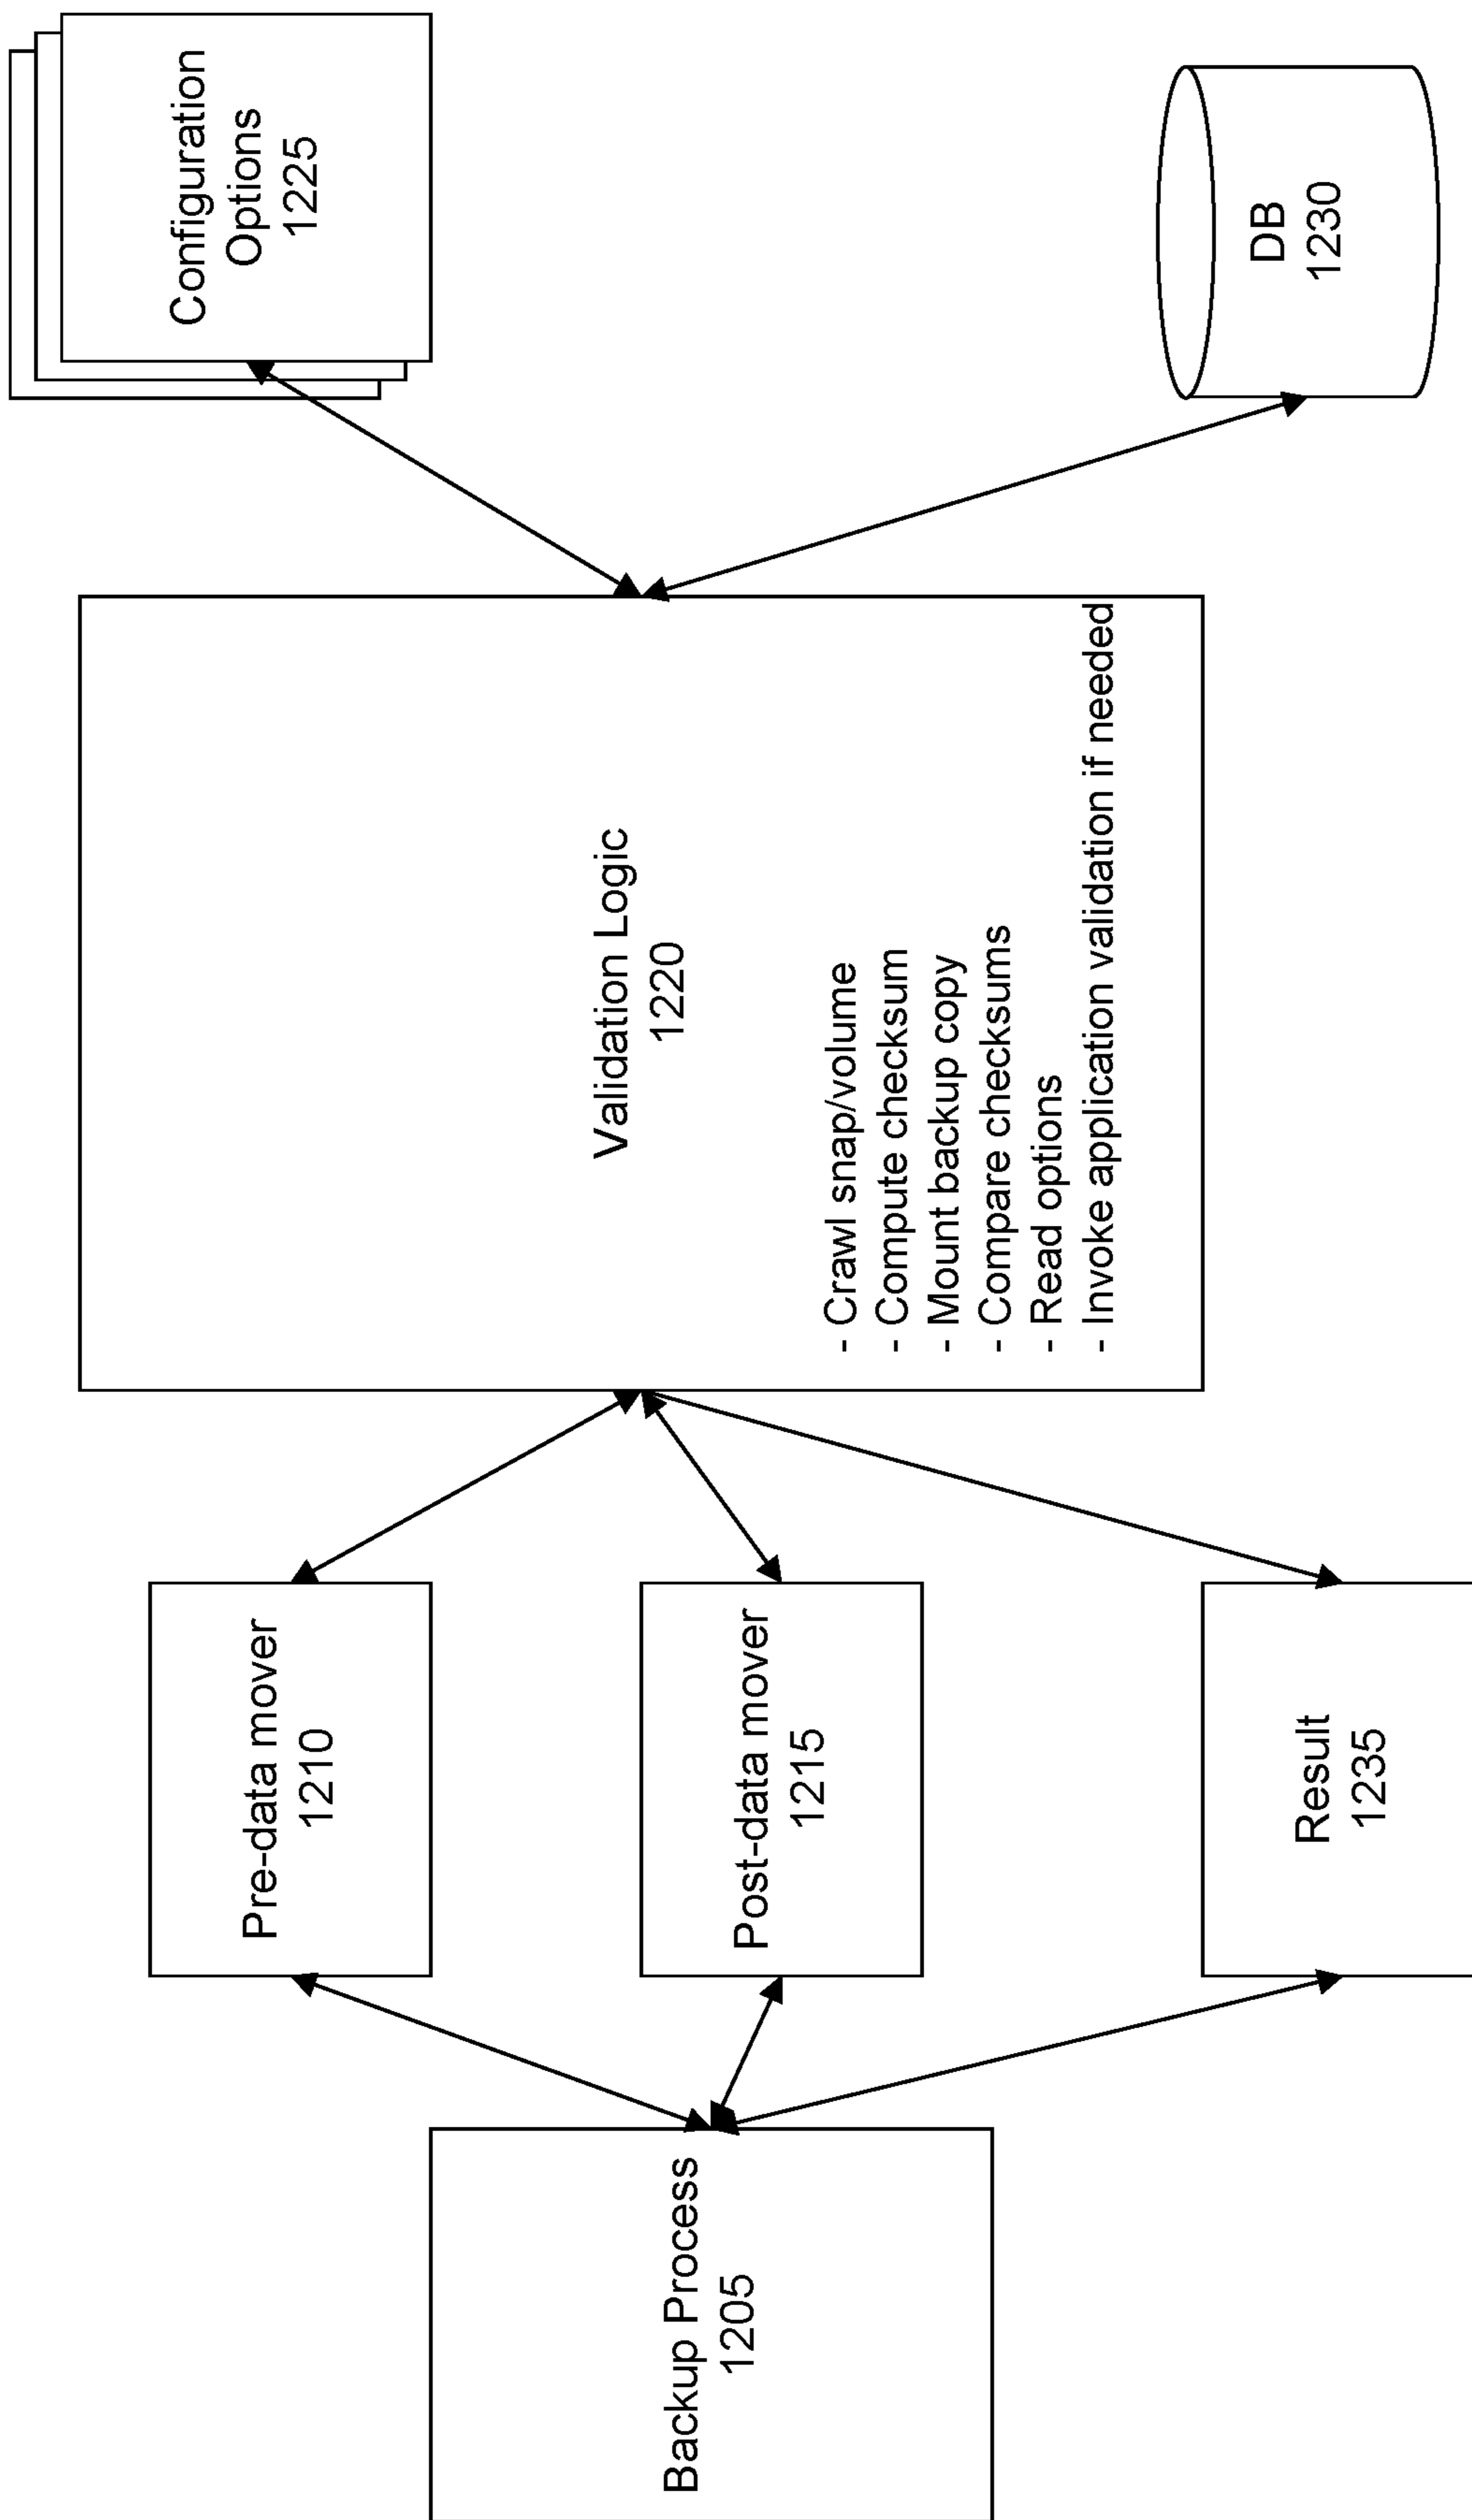 Backup Process
1205
Pre-data mover
1210
Post-data mover
1215
Result
1235
Validation Logic
1220
- Crawl snap/volume
- Compute checksum
- Mount backup copy
- Compare checksums
- Read options
- Invoke application validation if needed
Configuration
Options
1225
DB
1230